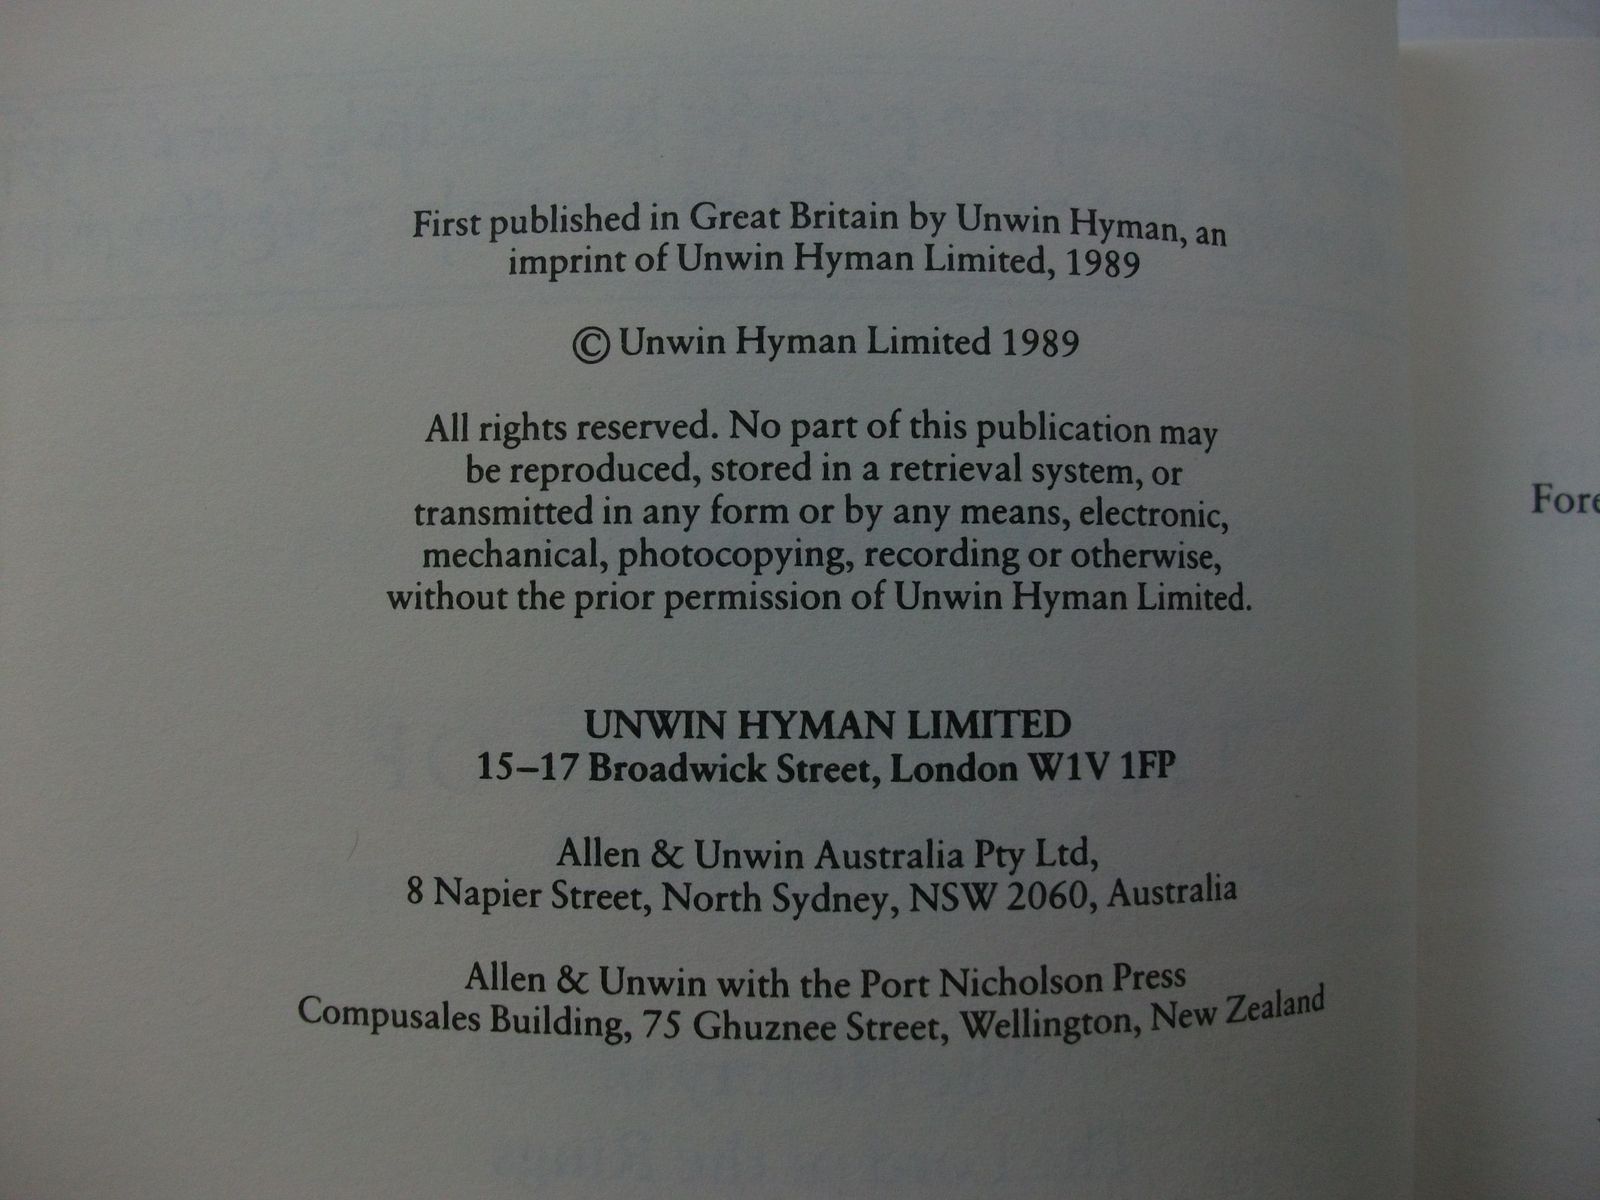 First published in Great Britain by Unwin Hyman, an
imprint of Unwin Hyman Limited, 1989
© Unwin Hyman Limited 1989
All rights reserved. No part of this publication may
be reproduced, stored in a retrieval system, or
transmitted in any form or by any means, electronic,
mechanical, photocopying, recording or otherwise,
without the prior permission of Unwin Hyman Limited.
UNWIN HYMAN LIMITED
15–17 Broadwick Street, London W1V 1FP
Allen & Unwin Australia Pty Ltd,
8 Napier Street, North Sydney, NSW 2060, Australia
Allen & Unwin with the Port Nicholson Press
Compusales Building, 75 Ghuznee Street, Wellington, New Zealand
Fore